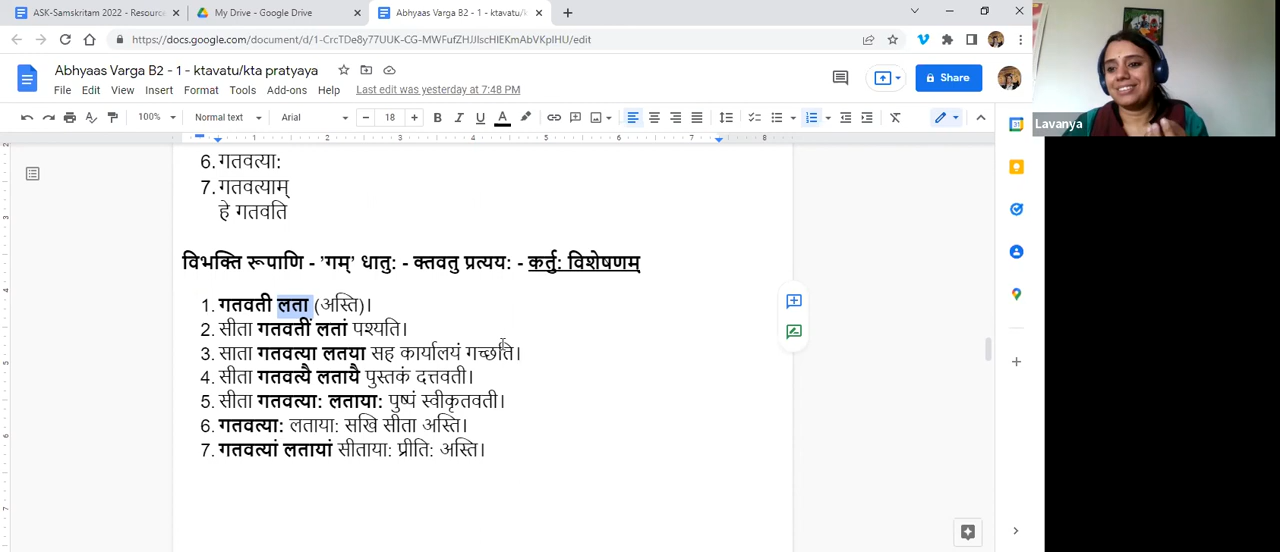 ASK-Samskritam 2022 - Resource
My Drive - Google Drive
Abhyaas Varga B2 - 1 - ktavatu/k
https://docs.google.com/document/d/1-CrcTDe8y77UUK-CG-MWFufZHJJIscHIEKmAbVKpIHU/edit
Abhyaas Varga B2 - 1 - ktavatu/kta pratyaya
Share
File Edit View Insert Format Tools Add-ons Help Last edit was yesterday at 7:48 PM
100% Normal text Arial 18
Lavanya
6. गतवत्या:
7. गतवत्याम्
हे गतवति
विभक्ति रूपाणि - 'गम्' धातु: - क्तवतु प्रत्यय: - कर्तु: विशेषणम्
1. गतवती लता (अस्ति)।
2. सीता गतवतीं लतां पश्यति।
3. साता गतवत्या लतया सह कार्यालयं गच्छति।
4. सीता गतवत्यै लतायै पुस्तकं दत्तवती।
5. सीता गतवत्या: लताया: पुष्पं स्वीकृतवती।
6. गतवत्या: लताया: सखि सीता अस्ति।
7. गतवत्यां लतायां सीताया: प्रीति: अस्ति।